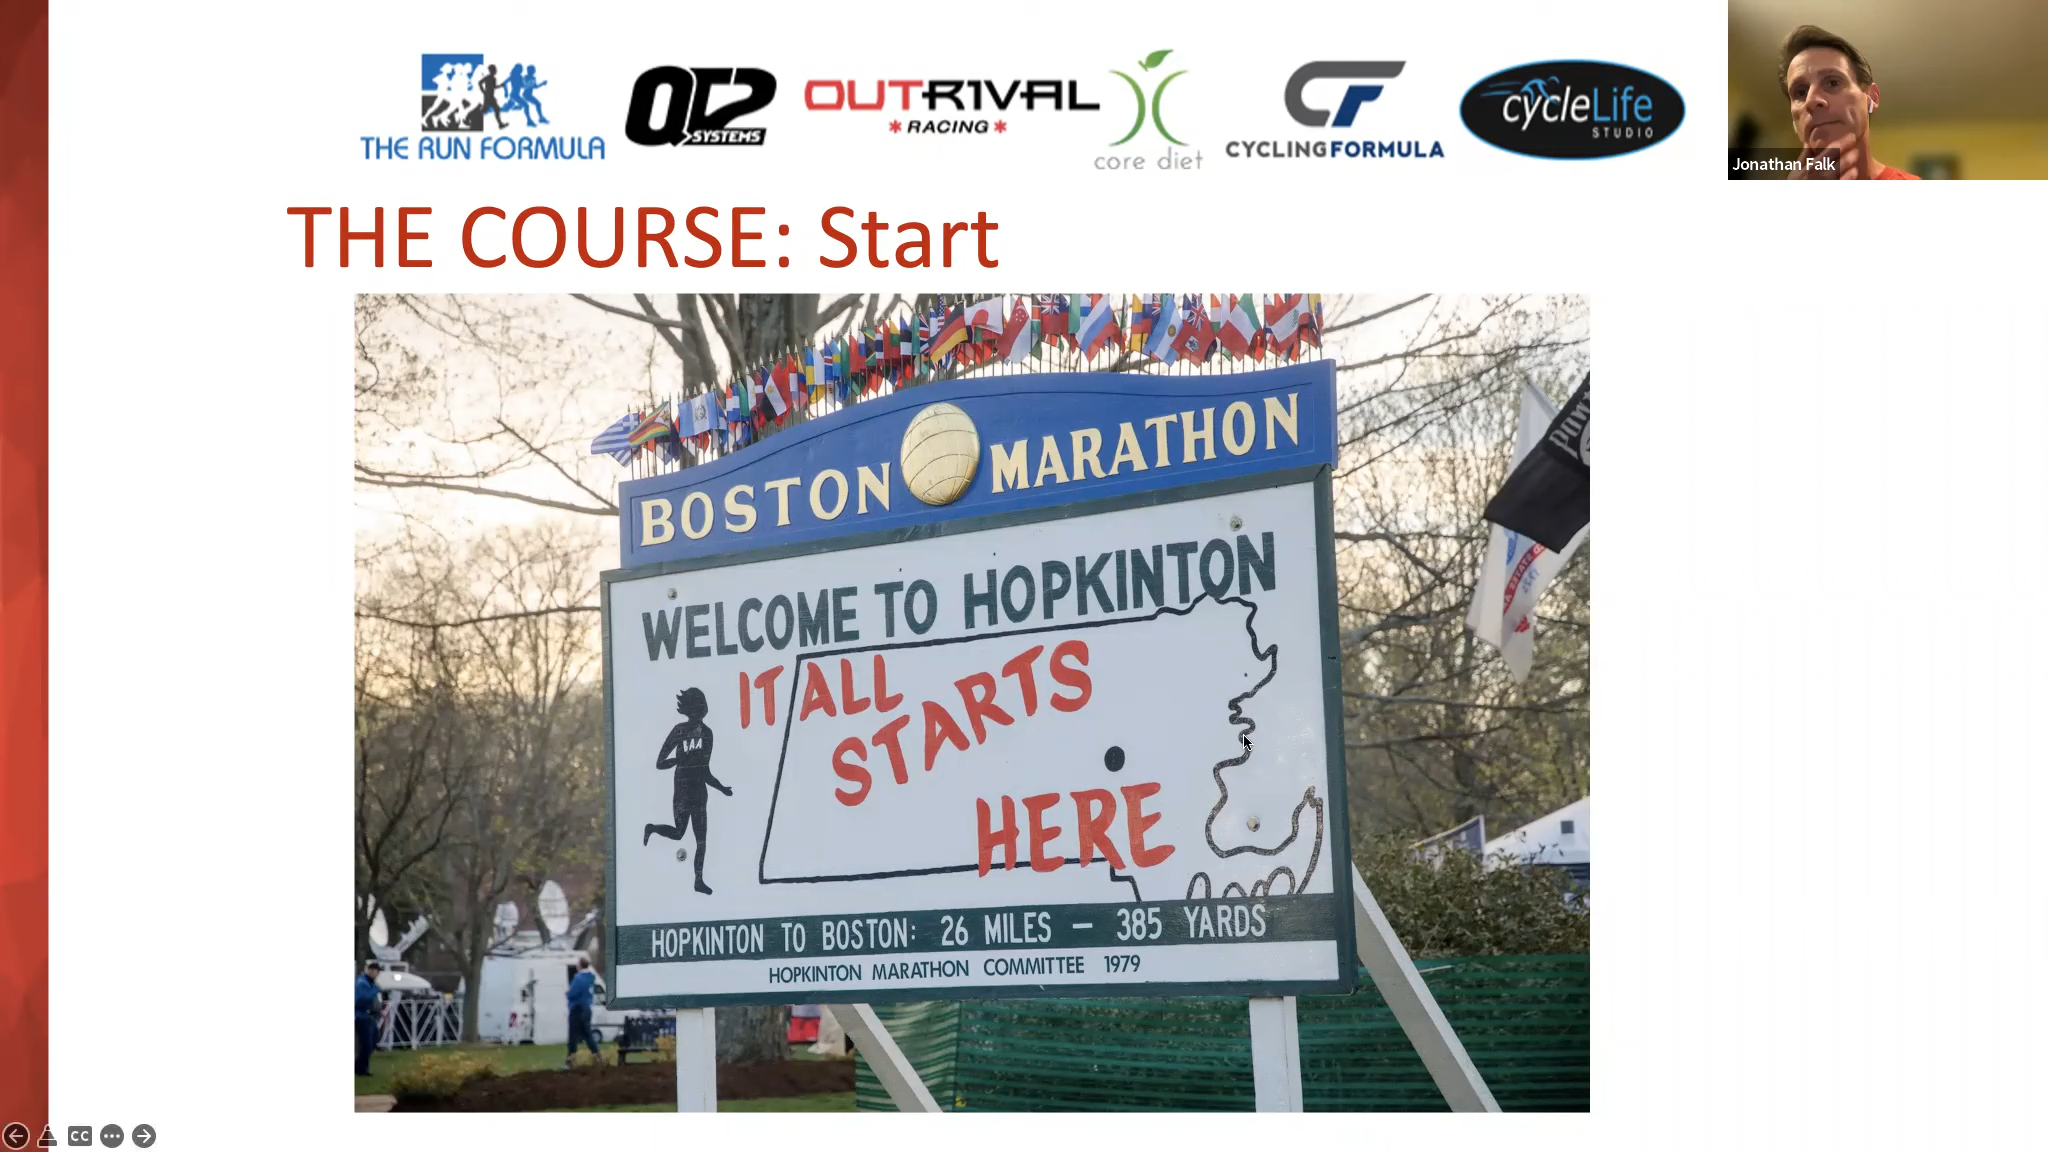 THE RUN FORMULA
QT2
SYSTEMS
OUTRIVAL
RACING
core diet
CYCLINGFORMULA
cycleLife
STUDIO
Jonathan Falk
THE COURSE: Start
BOSTON MARATHON
WELCOME TO HOPKINTON
IT ALL
STARTS
HERE
BAA
HOPKINTON TO BOSTON: 26 MILES — 385 YARDS
HOPKINTON MARATHON COMMITTEE 1979
POW
CC